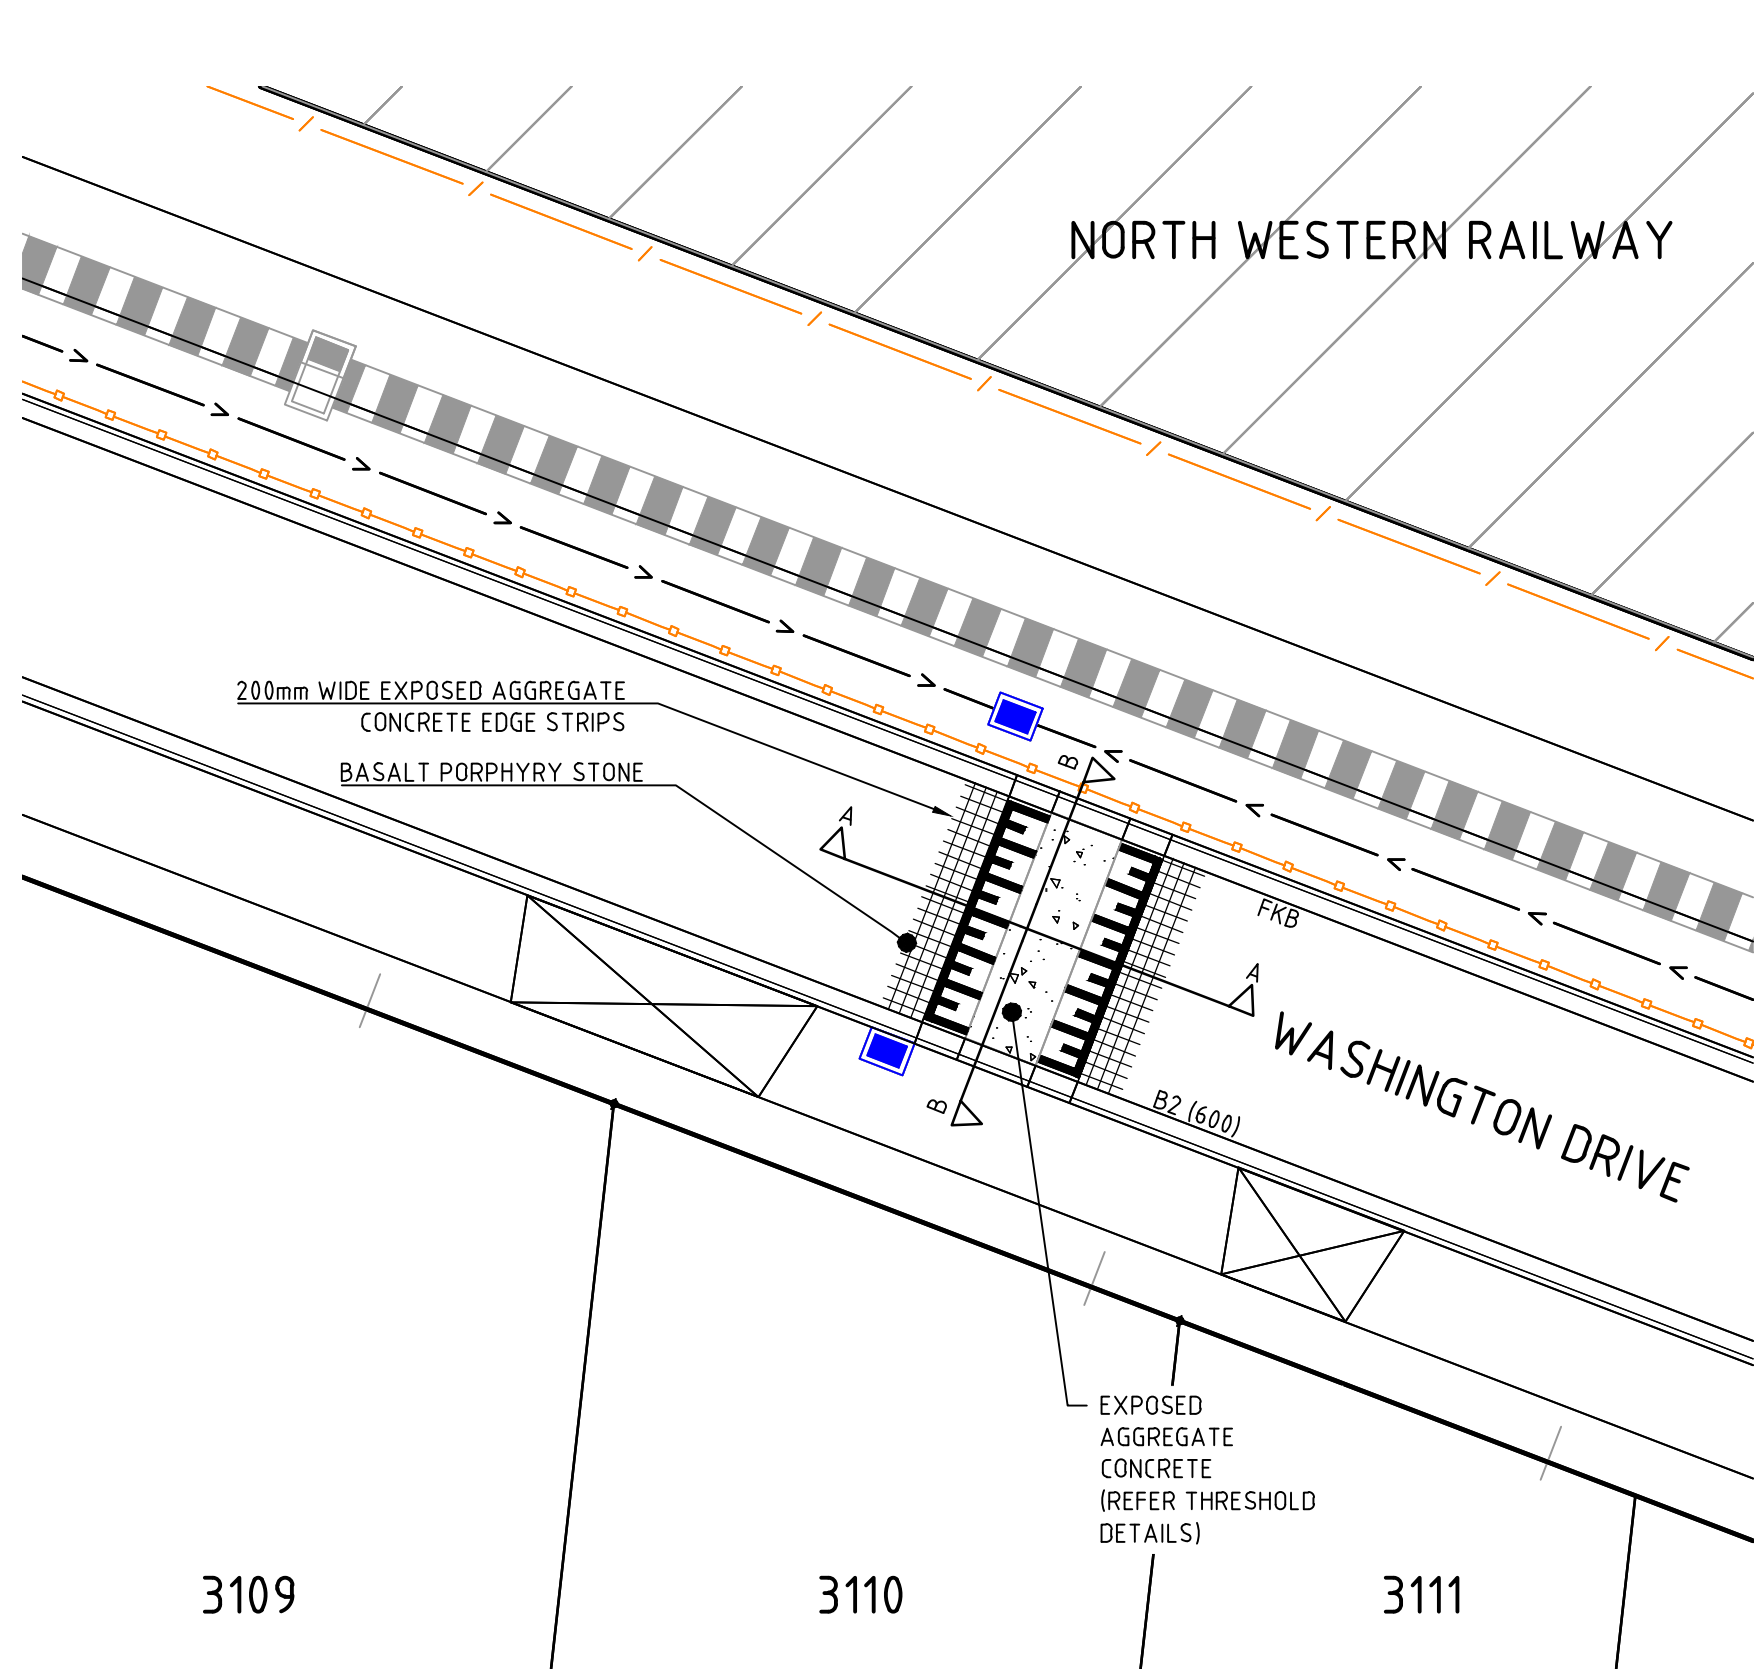 NORTH WESTERN RAILWAY
200mm WIDE EXPOSED AGGREGATE
CONCRETE EDGE STRIPS
BASALT PORPHYRY STONE
B
A
FKB
A
WASHINGTON DRIVE
B
B2 (600)
EXPOSED
AGGREGATE
CONCRETE
(REFER THRESHOLD
DETAILS)
3109
3110
3111